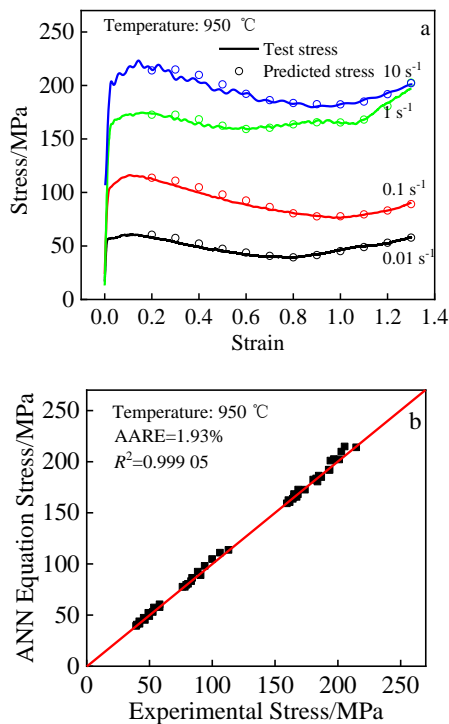 Temperature: 950 ℃
a
Test stress
Predicted stress
10 s⁻¹
1 s⁻¹
0.1 s⁻¹
0.01 s⁻¹
250
200
150
100
50
0
Stress/MPa
0.0 0.2 0.4 0.6 0.8 1.0 1.2 1.4
Strain
Temperature: 950 ℃
b
AARE=1.93%
R²=0.999 05
250
200
150
100
50
0
ANN Equation Stress/MPa
50 100 150 200 250
Experimental Stress/MPa